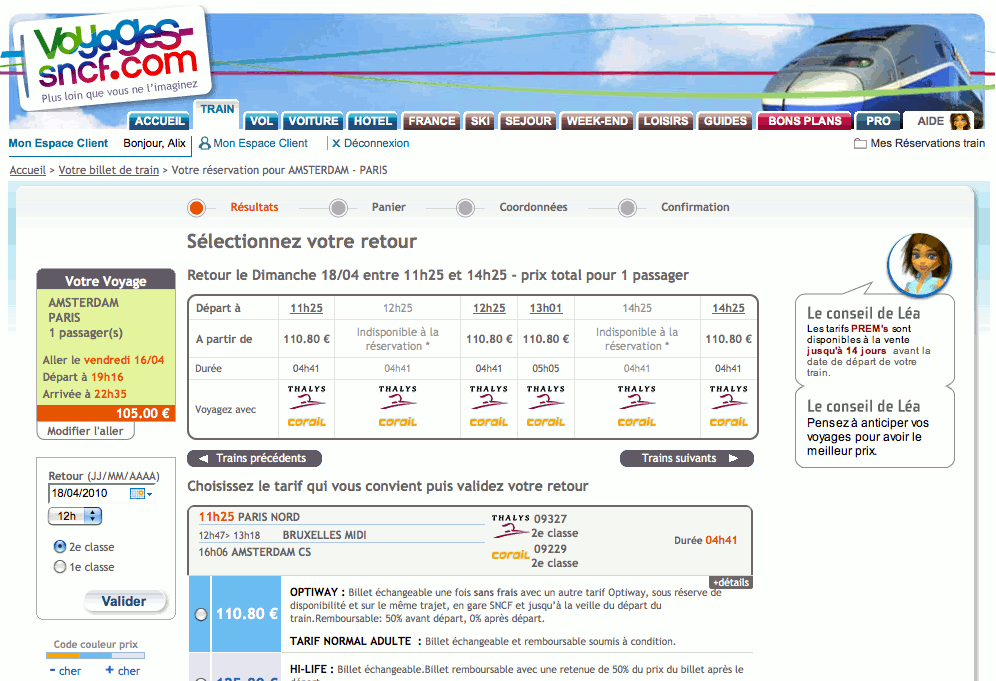 Voyages-
sncf.com
Plus loin que vous ne l'imaginez
ACCUEIL TRAIN VOL VOITURE HOTEL FRANCE SKI SEJOUR WEEK-END LOISIRS GUIDES BONS PLANS PRO AIDE
Mon Espace Client Bonjour, Alix Mon Espace Client X Déconnexion Mes Réservations train
Accueil > Votre billet de train > Votre réservation pour AMSTERDAM - PARIS
Résultats Panier Coordonnées Confirmation
Sélectionnez votre retour
Retour le Dimanche 18/04 entre 11h25 et 14h25 - prix total pour 1 passager
Votre Voyage
AMSTERDAM
PARIS
1 passager(s)
Aller le vendredi 16/04
Départ à 19h16
Arrivée à 22h35
105.00 €
Modifier l'aller
Départ à 11h25 12h25 12h25 13h01 14h25 14h25
A partir de 110.80 € Indisponible à la réservation * 110.80 € 110.80 € Indisponible à la réservation * 110.80 €
Durée 04h41 04h41 04h41 05h05 04h41 04h41
Voyagez avec THALYS THALYS THALYS THALYS THALYS THALYS
corail corail corail corail corail corail
Trains précédents Trains suivants
Le conseil de Léa
Les tarifs PREM's sont
disponibles à la vente
jusqu'à 14 jours avant la
date de départ de votre
train.
Le conseil de Léa
Pensez à anticiper vos
voyages pour avoir le
meilleur prix.
Retour (JJ/MM/AAAA)
18/04/2010
12h
2e classe
1e classe
Valider
Code couleur prix
- cher + cher
Choisissez le tarif qui vous convient puis validez votre retour
11h25 PARIS NORD
12h47> 13h18 BRUXELLES MIDI
16h06 AMSTERDAM CS
THALYS 09327
2e classe
corail 09229
2e classe
Durée 04h41
+détails
110.80 €
OPTIWAY : Billet échangeable une fois sans frais avec un autre tarif Optiway, sous réserve de
disponibilité et sur le même trajet, en gare SNCF et jusqu'à la veille du départ du
train.Remboursable: 50% avant départ, 0% après départ.
TARIF NORMAL ADULTE : Billet échangeable et remboursable soumis à condition.
HI-LIFE : Billet échangeable.Billet remboursable avec une retenue de 50% du prix du billet après le